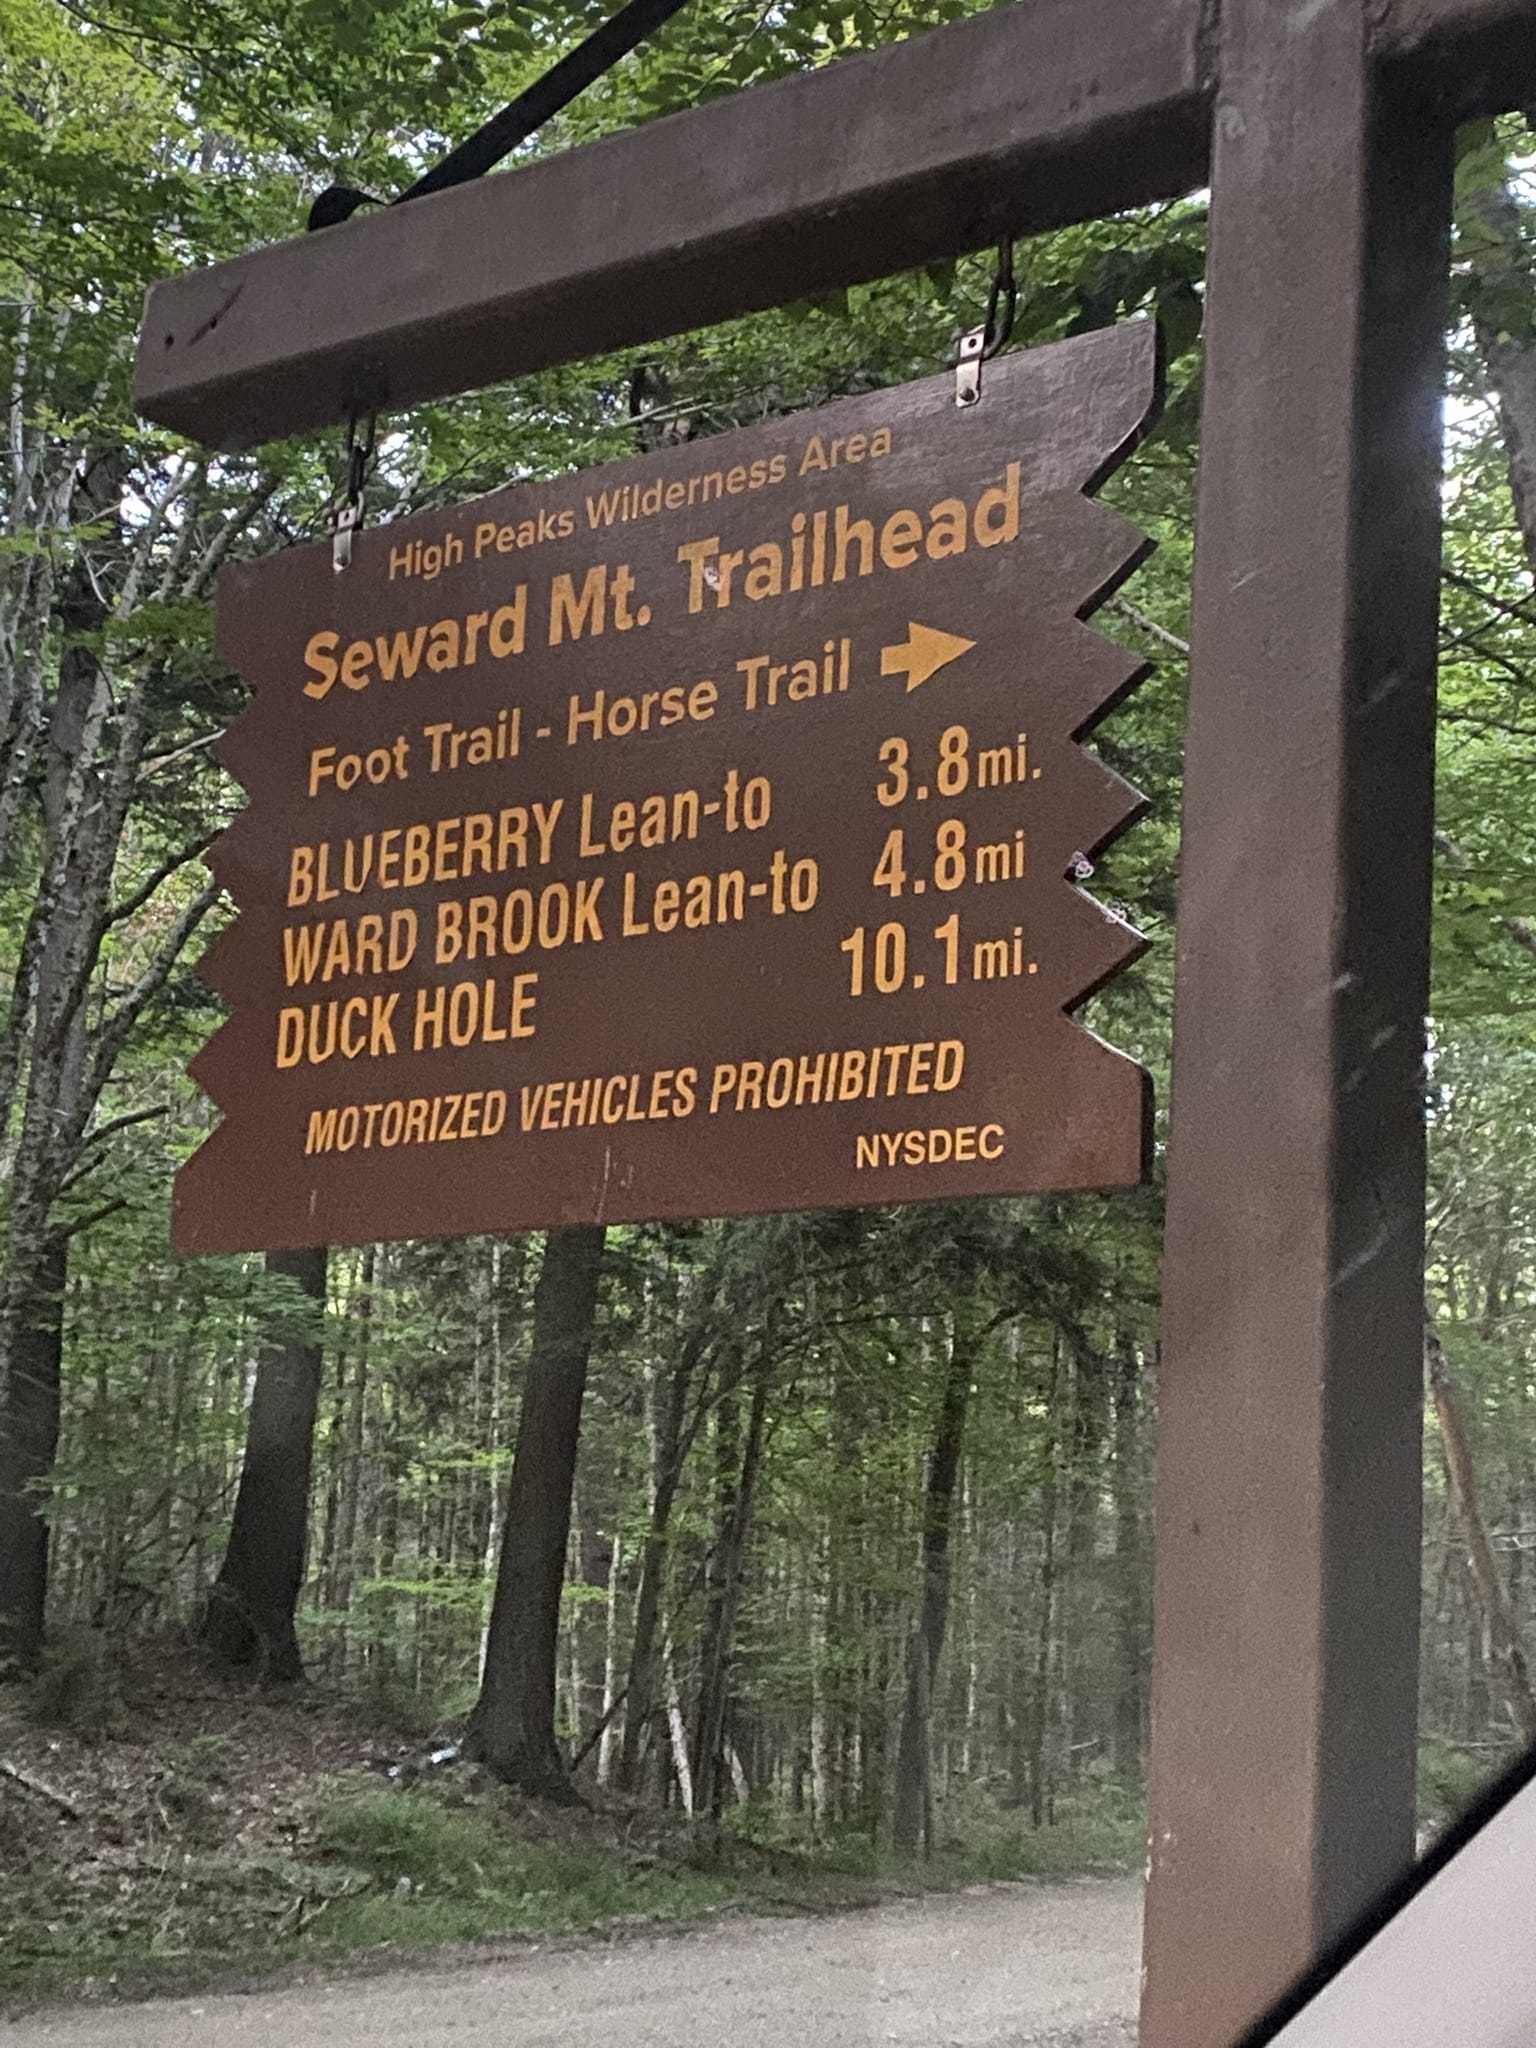 High Peaks Wilderness Area
Seward Mt. Trailhead
Foot Trail - Horse Trail
BLUEBERRY Lean-to 3.8 mi.
WARD BROOK Lean-to 4.8 mi
DUCK HOLE 10.1 mi.
MOTORIZED VEHICLES PROHIBITED
NYSDEC